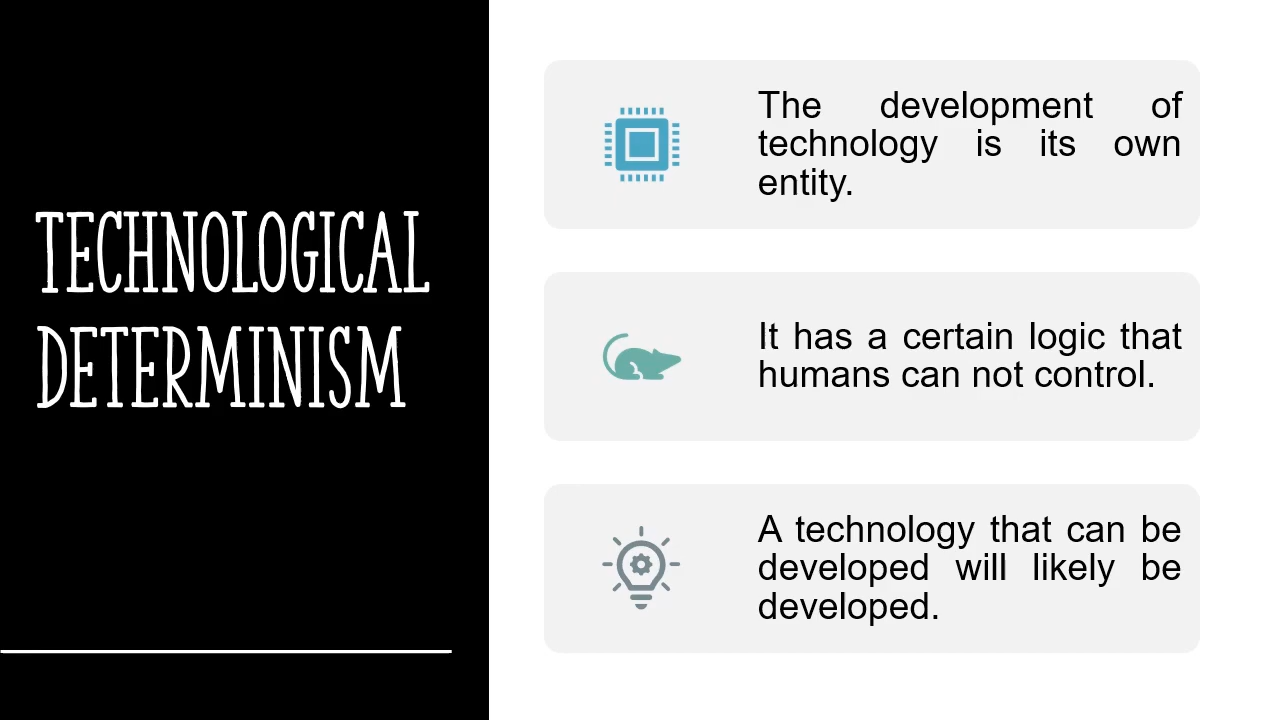 TECHNOLOGICAL
DETERMINISM
The development of
technology is its own
entity.
It has a certain logic that
humans can not control.
A technology that can be
developed will likely be
developed.